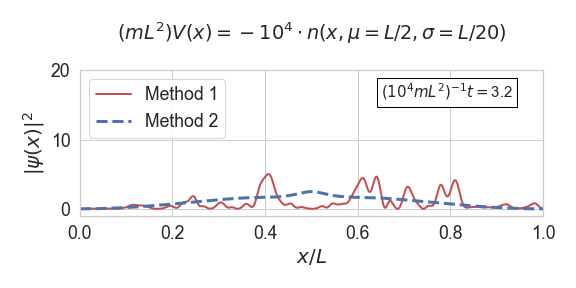 (mL²)V(x) = −10⁴ · n(x, μ = L/2, σ = L/20)
20
10
0
|ψ(x)|²
Method 1
Method 2
(10⁴mL²)⁻¹t = 3.2
0.0 0.2 0.4 0.6 0.8 1.0
x/L